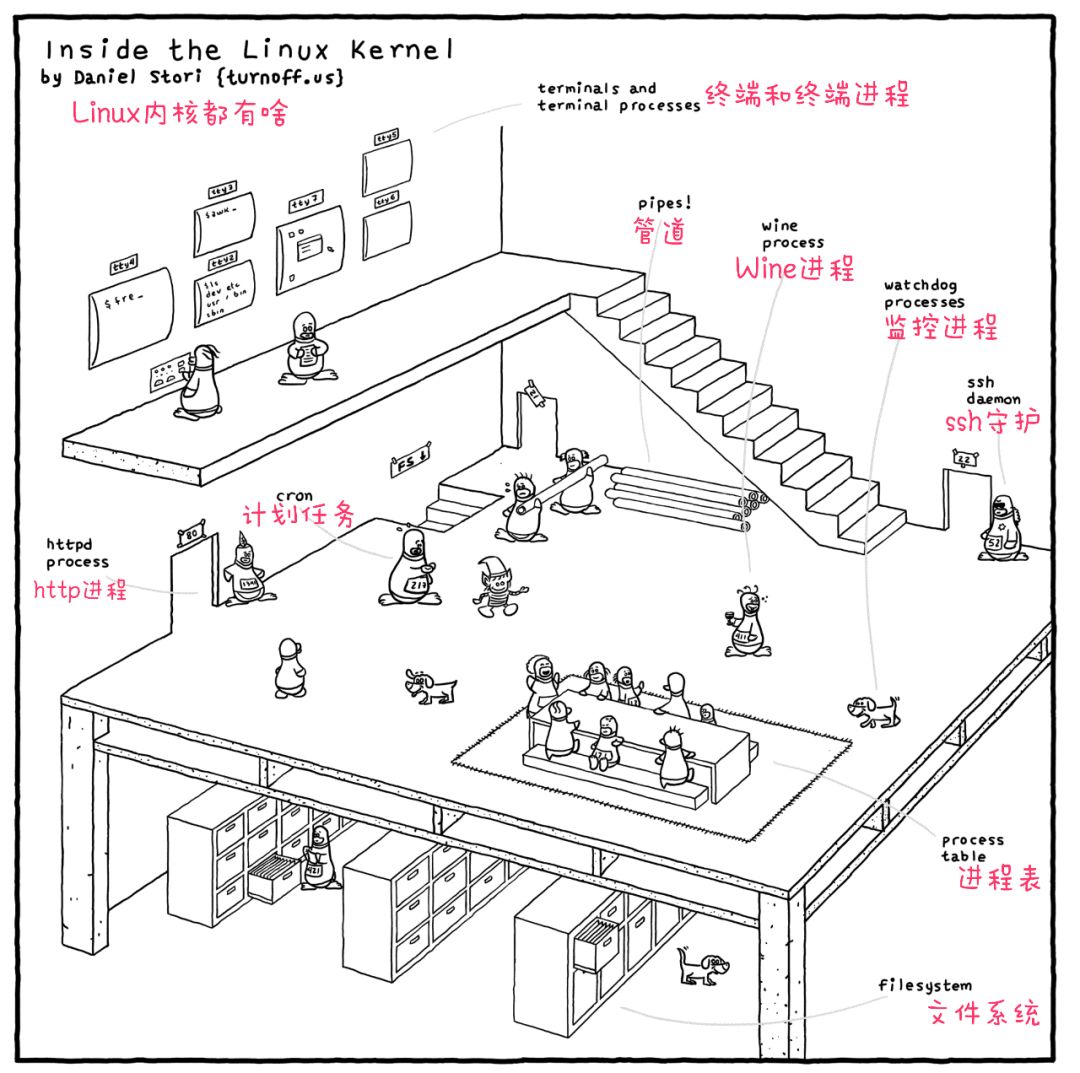 Inside the Linux Kernel
by Daniel Stori {turnoff.us}
Linux内核都有啥
terminals and
terminal processes
终端和终端进程
tty5
tty3
$awk_
tty7
tty6
tty4
$ fre_
tty2
$ls
dev etc
usr / bin
sbin
pipes!
管道
wine
process
Wine进程
watchdog
processes
监控进程
ssh
daemon
ssh守护
21
22
52
FS ↓
cron
计划任务
80
httpd
process
http进程
217
411
process
table
进程表
421
filesystem
文件系统